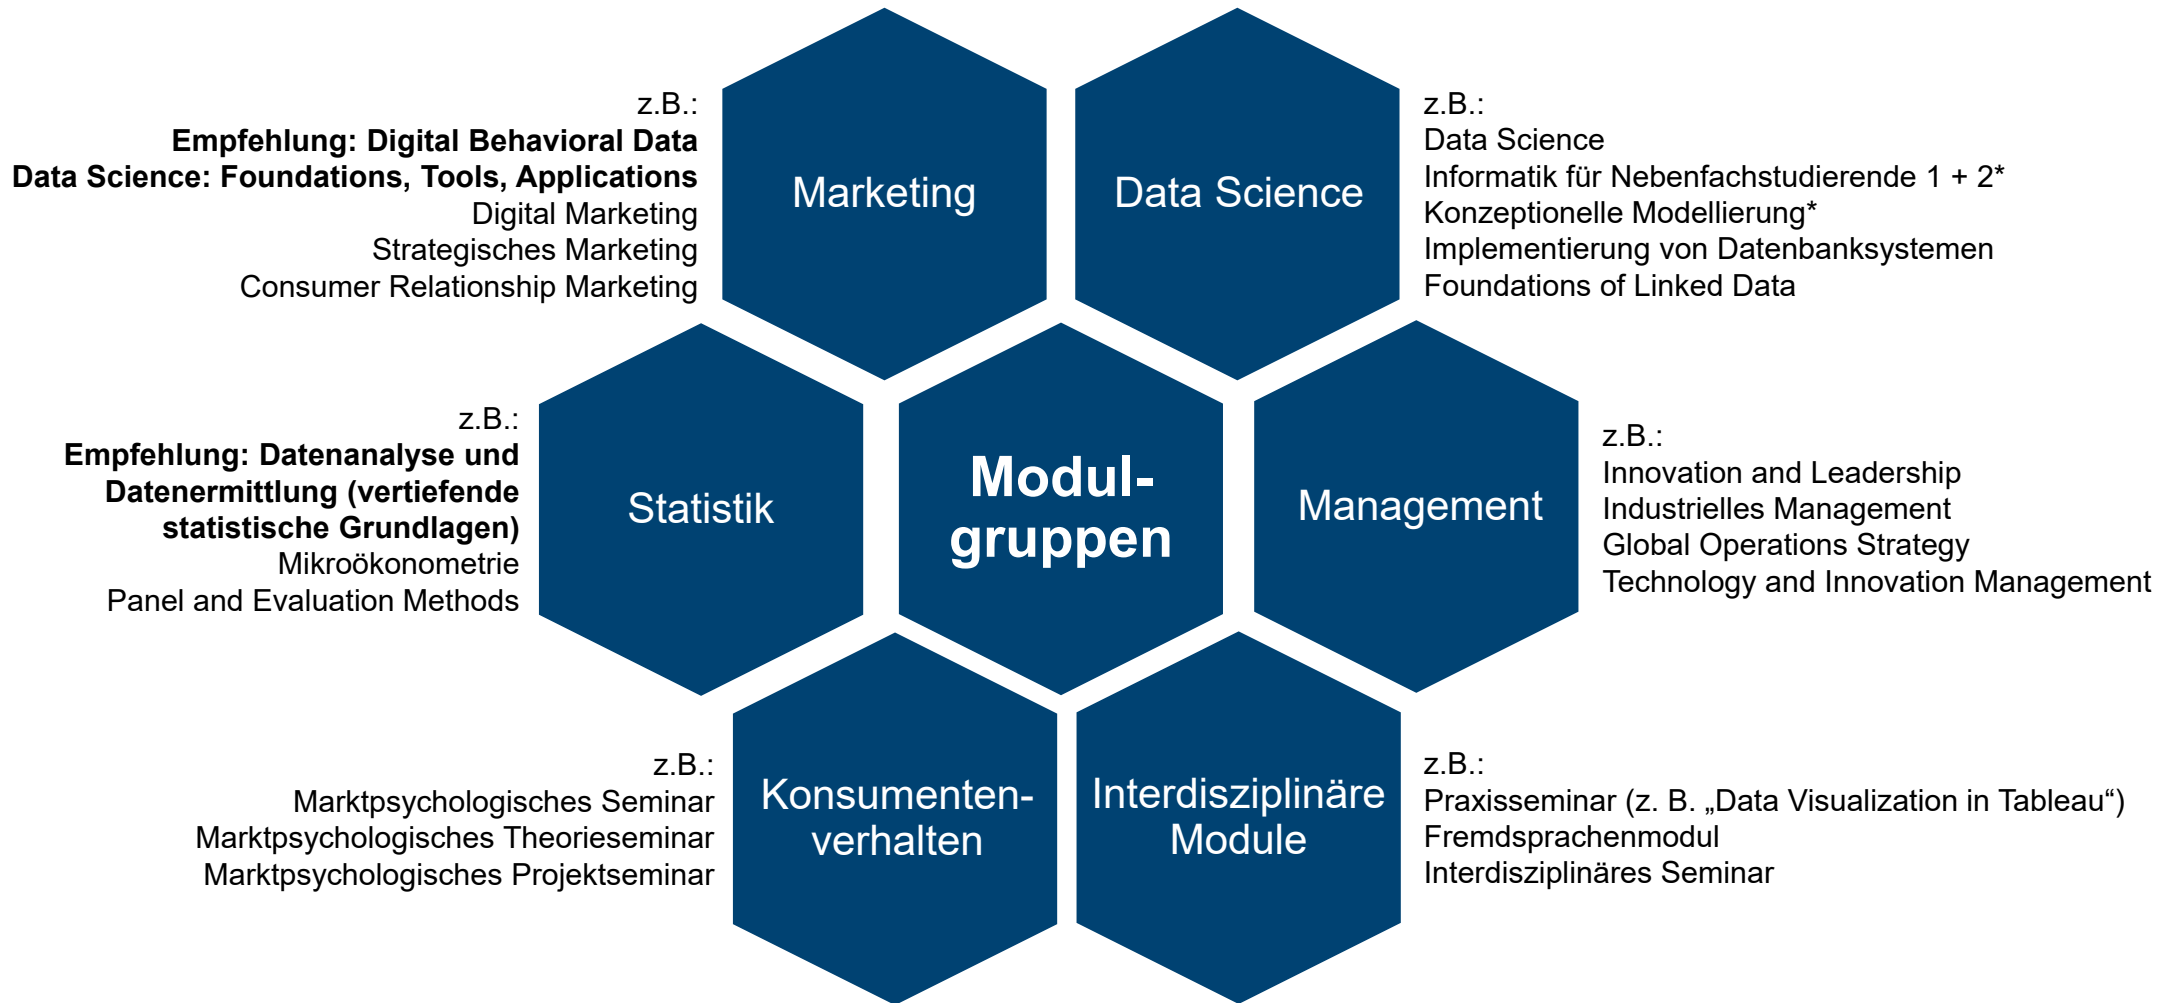 z.B.:
Empfehlung: Digital Behavioral Data
Data Science: Foundations, Tools, Applications
Digital Marketing
Strategisches Marketing
Consumer Relationship Marketing
Marketing
Data Science
z.B.:
Data Science
Informatik für Nebenfachstudierende 1 + 2*
Konzeptionelle Modellierung*
Implementierung von Datenbanksystemen
Foundations of Linked Data
z.B.:
Empfehlung: Datenanalyse und
Datenermittlung (vertiefende
statistische Grundlagen)
Mikroökonometrie
Panel and Evaluation Methods
Statistik
Modul-
gruppen
Management
z.B.:
Innovation and Leadership
Industrielles Management
Global Operations Strategy
Technology and Innovation Management
z.B.:
Marktpsychologisches Seminar
Marktpsychologisches Theorieseminar
Marktpsychologisches Projektseminar
Konsumenten-
verhalten
Interdisziplinäre
Module
z.B.:
Praxisseminar (z. B. „Data Visualization in Tableau“)
Fremdsprachenmodul
Interdisziplinäres Seminar